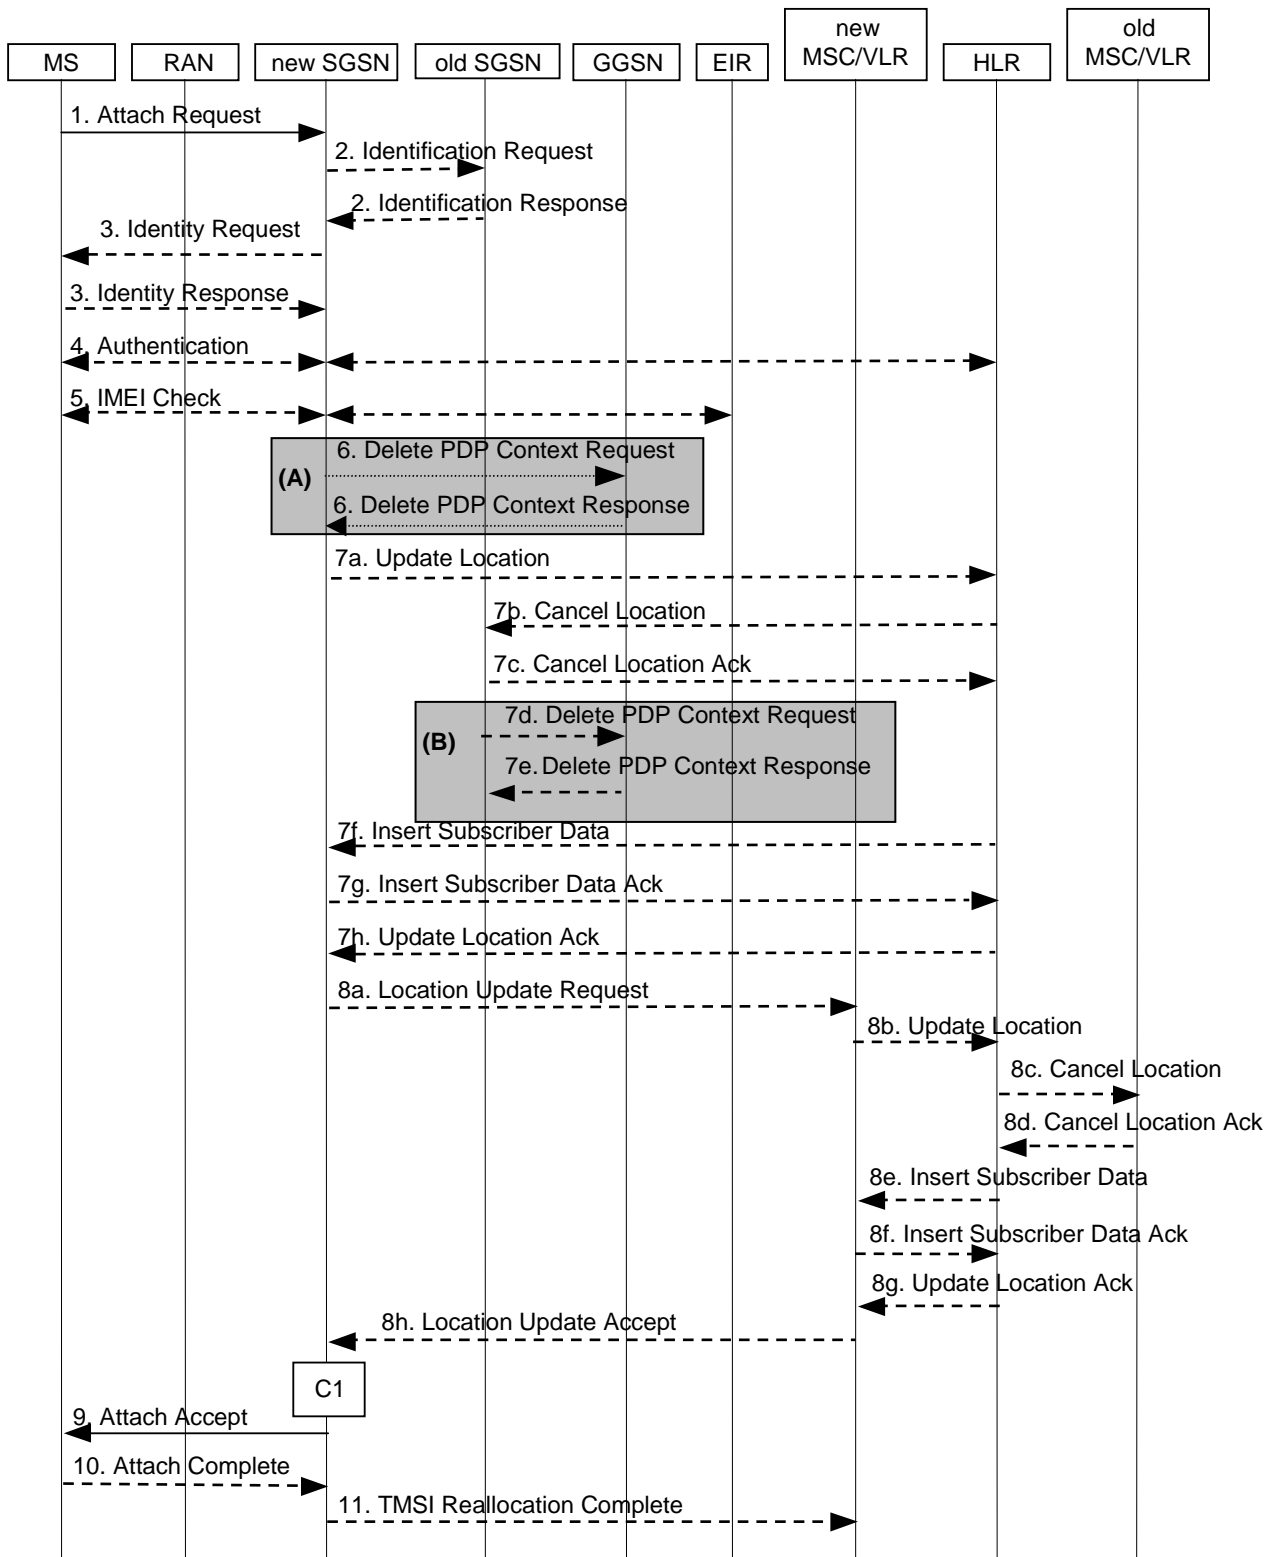 new
MSC/VLR
old
MSC/VLR
MS
RAN
new SGSN
old SGSN
GGSN
EIR
HLR
1. Attach Request
2. Identification Request
2. Identification Response
3. Identity Request
3. Identity Response
4. Authentication
5. IMEI Check
(A)
6. Delete PDP Context Request
6. Delete PDP Context Response
7a. Update Location
7b. Cancel Location
7c. Cancel Location Ack
(B)
7d. Delete PDP Context Request
7e. Delete PDP Context Response
7f. Insert Subscriber Data
7g. Insert Subscriber Data Ack
7h. Update Location Ack
8a. Location Update Request
8b. Update Location
8c. Cancel Location
8d. Cancel Location Ack
8e. Insert Subscriber Data
8f. Insert Subscriber Data Ack
8g. Update Location Ack
8h. Location Update Accept
C1
9. Attach Accept
10. Attach Complete
11. TMSI Reallocation Complete